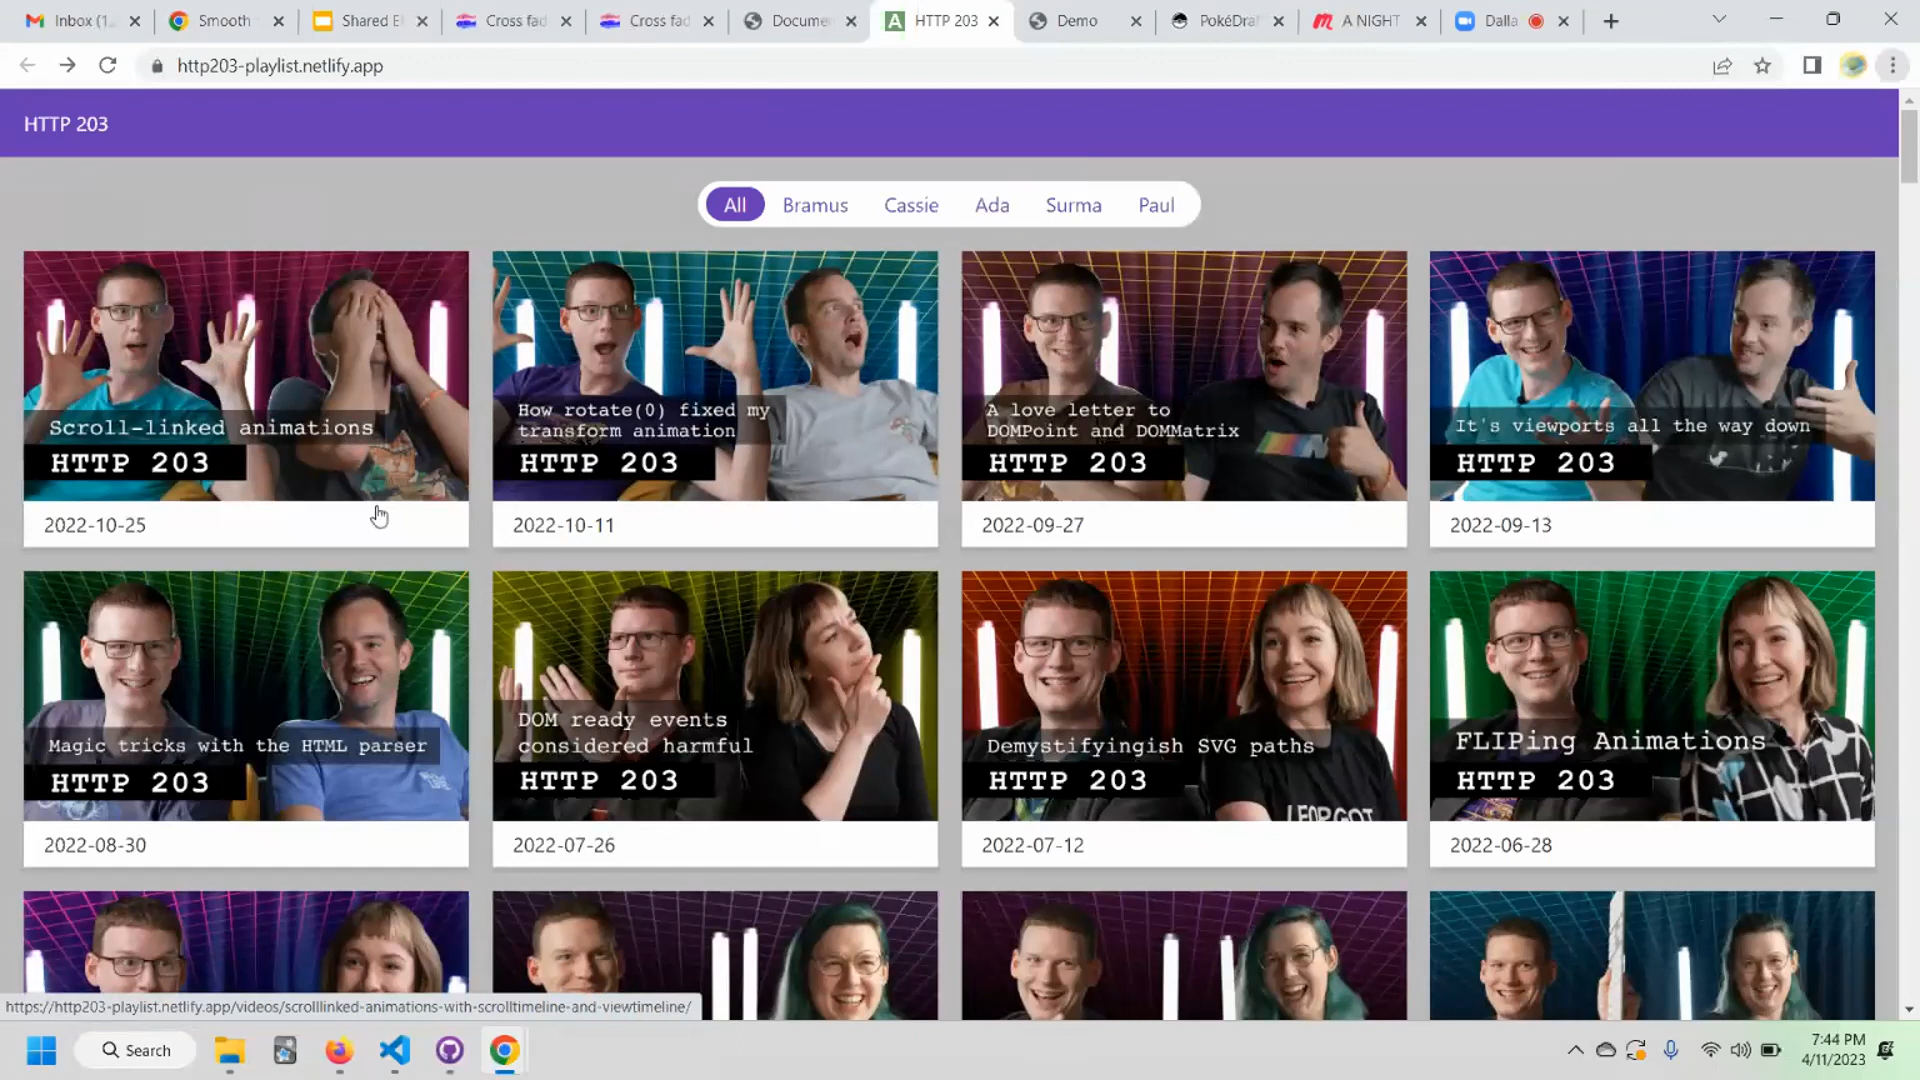 Inbox (1
Smooth
Shared E
Cross fad
Cross fad
Docume
HTTP 203
Demo
PokéDra
A NIGHT
Dalla
http203-playlist.netlify.app
HTTP 203
All
Bramus
Cassie
Ada
Surma
Paul
Scroll-linked animations
HTTP 203
2022-10-25
How rotate(0) fixed my
transform animation
HTTP 203
2022-10-11
A love letter to
DOMPoint and DOMMatrix
HTTP 203
2022-09-27
It's viewports all the way down
HTTP 203
2022-09-13
Magic tricks with the HTML parser
HTTP 203
2022-08-30
DOM ready events
considered harmful
HTTP 203
2022-07-26
Demystifyingish SVG paths
HTTP 203
I FORGOT
2022-07-12
FLIPing Animations
HTTP 203
2022-06-28
https://http203-playlist.netlify.app/videos/scrolllinked-animations-with-scrolltimeline-and-viewtimeline/
Search
7:44 PM
4/11/2023